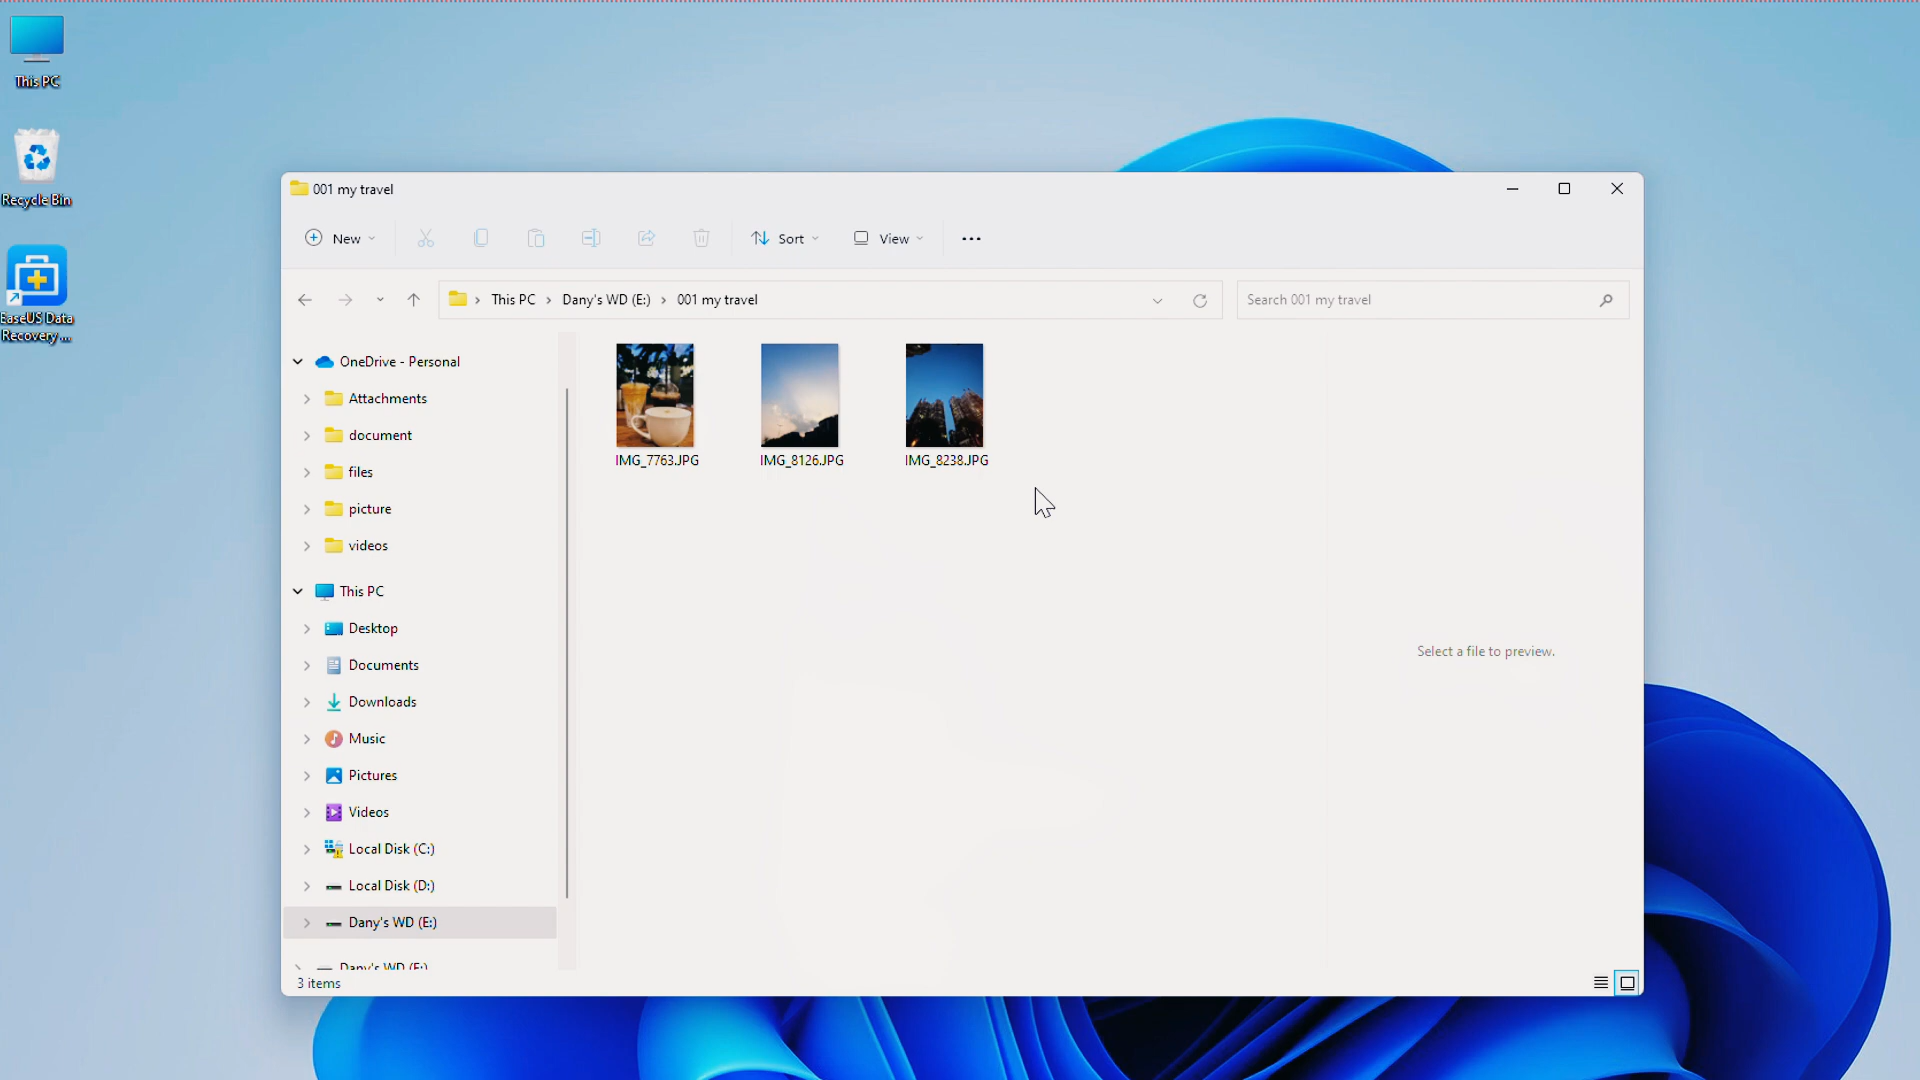 This PC
Recycle Bin
EaseUS Data
Recovery ...
001 my travel
New
Sort
View
This PC
Dany's WD (E:)
001 my travel
Search 001 my travel
OneDrive - Personal
Attachments
document
files
picture
videos
This PC
Desktop
Documents
Downloads
Music
Pictures
Videos
Local Disk (C:)
Local Disk (D:)
Dany's WD (E:)
Dany's WD (E:)
3 items
IMG_7763.JPG
IMG_8126.JPG
IMG_8238.JPG
Select a file to preview.